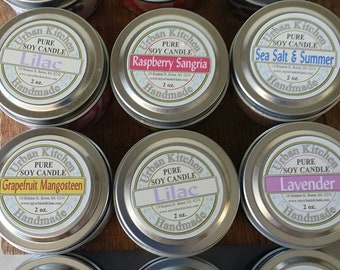 Urban Kitchen
PURE
SOY CANDLE
Lilac
2 oz.
Handmade
Urban Kitchen
PURE
SOY CANDLE
Raspberry Sangria
2 oz.
Handmade
Urban Kitchen
PURE
SOY CANDLE
Sea Salt & Summer
2 oz.
Handmade
Urban Kitchen
PURE
SOY CANDLE
Grapefruit Mangosteen
2 oz.
Handmade
Urban Kitchen
PURE
SOY CANDLE
Lilac
2 oz.
Handmade
Urban Kitchen
PURE
SOY CANDLE
Lavender
2 oz.
Handmade